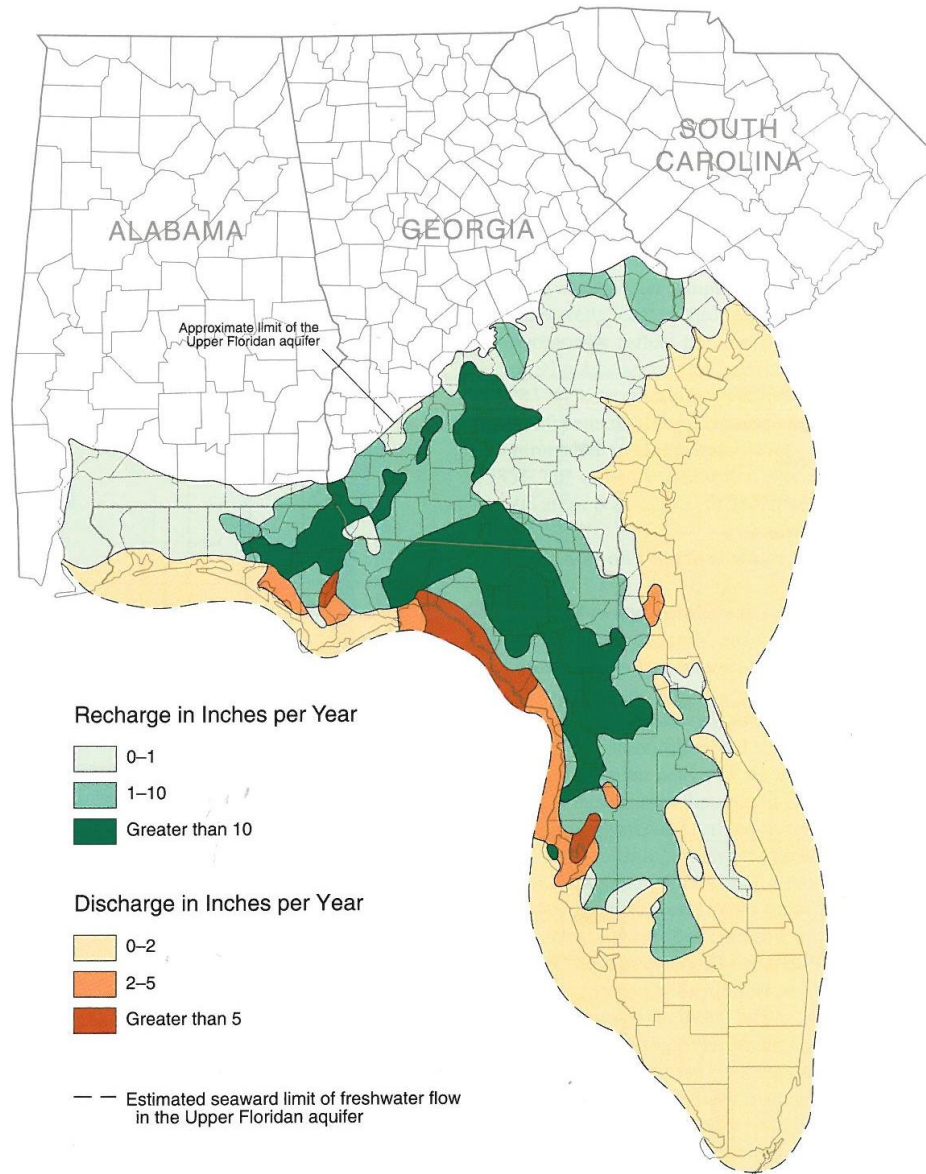 SOUTH
CAROLINA
ALABAMA
GEORGIA
Approximate limit of the
Upper Floridan
aquifer
Recharge in Inches per Year
0–1
1–10
Greater than 10
Discharge in Inches per Year
0–2
2–5
Greater than 5
Estimated seaward limit of freshwater flow
in the Upper Floridan aquifer